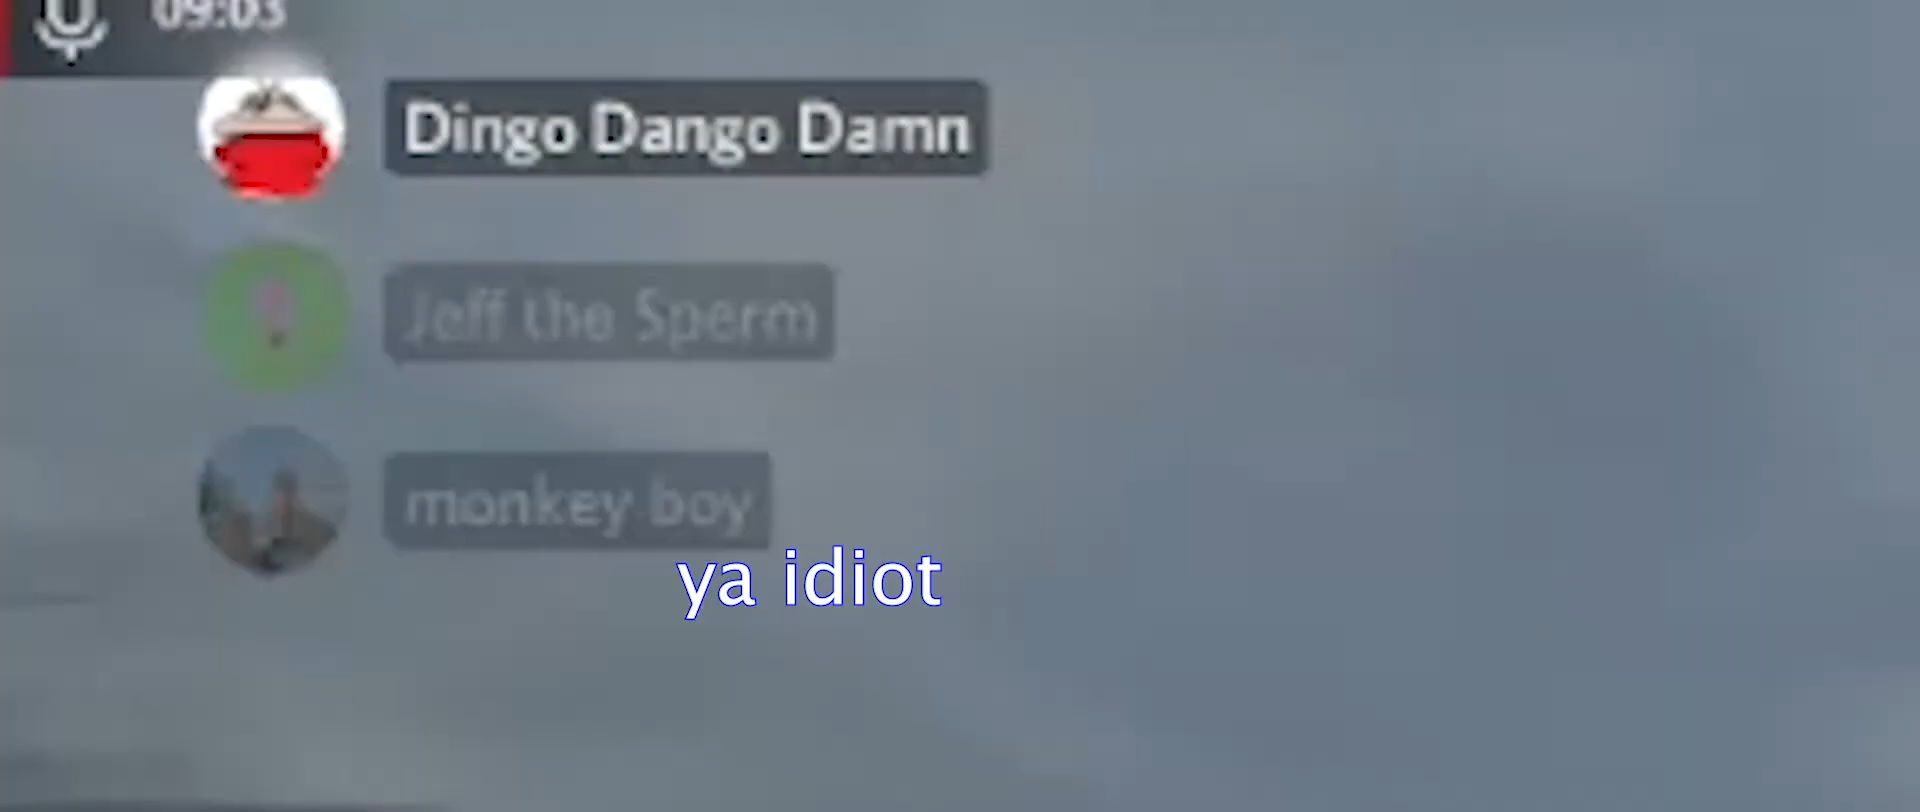 09:03
Dingo Dango Damn
Jeff the Sperm
monkey boy
ya idiot